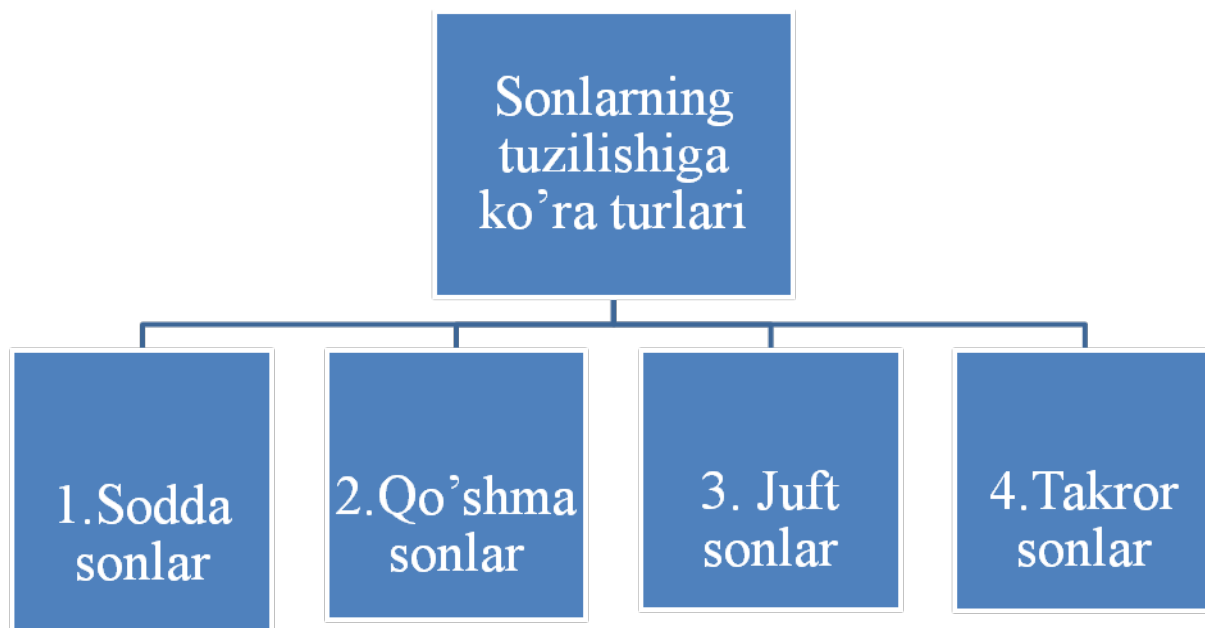 Sonlarning
tuzilishiga
ko’ra turlari
1.Sodda
sonlar
2.Qo’shma
sonlar
3. Juft
sonlar
4.Takror
sonlar